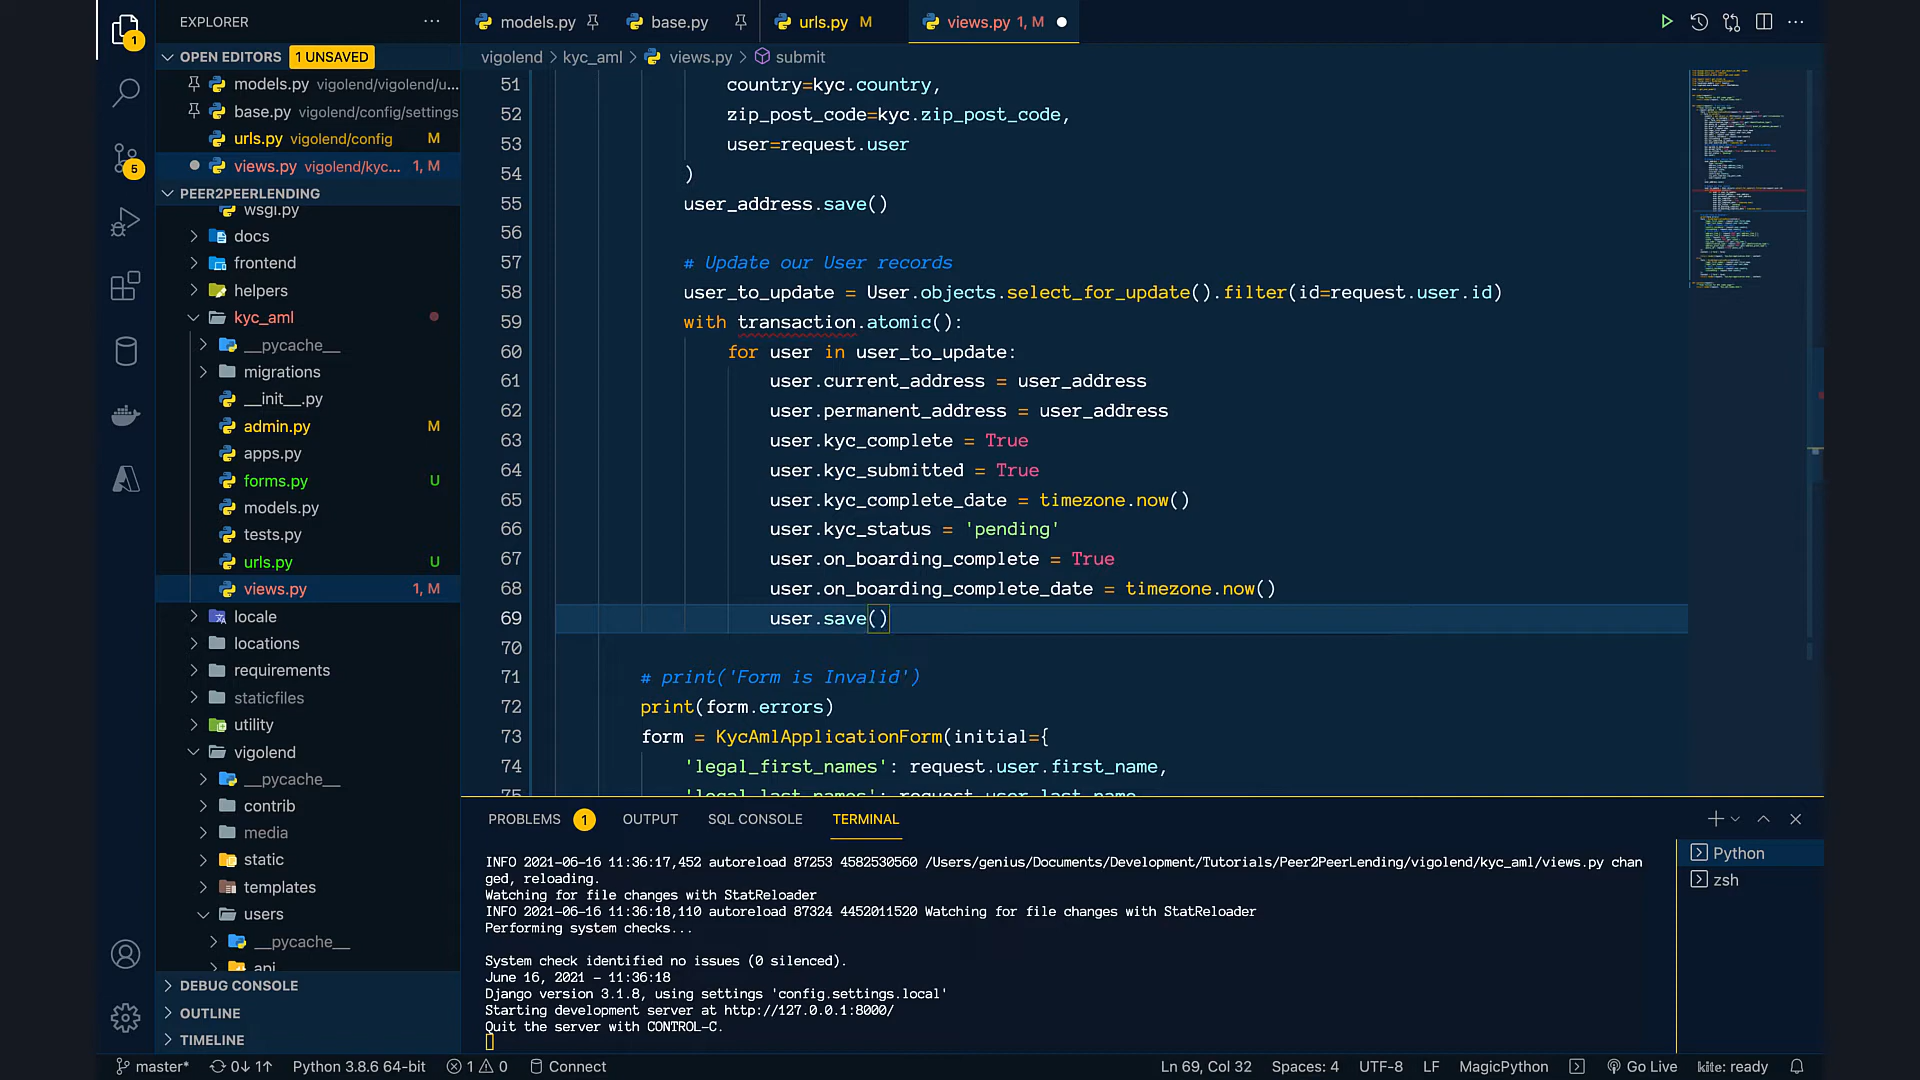 EXPLORER
models.py
base.py
urls.py M
views.py 1, M
OPEN EDITORS 1 UNSAVED
vigolend > kyc_aml > views.py > submit
models.py vigolend/vigolend/u...
base.py vigolend/config/settings
urls.py vigolend/config M
views.py vigolend/kyc... 1, M
PEER2PEERLENDING
wsgi.py
docs
frontend
helpers
kyc_aml
__pycache__
migrations
__init__.py
admin.py M
apps.py
forms.py U
models.py
tests.py
urls.py U
views.py 1, M
locale
locations
requirements
staticfiles
utility
vigolend
__pycache__
contrib
media
static
templates
users
__pycache__
api
DEBUG CONSOLE
OUTLINE
TIMELINE
1
5
51 country=kyc.country,
52 zip_post_code=kyc.zip_post_code,
53 user=request.user
54 )
55 user_address.save()
56
57 # Update our User records
58 user_to_update = User.objects.select_for_update().filter(id=request.user.id)
59 with transaction.atomic():
60 for user in user_to_update:
61 user.current_address = user_address
62 user.permanent_address = user_address
63 user.kyc_complete = True
64 user.kyc_submitted = True
65 user.kyc_complete_date = timezone.now()
66 user.kyc_status = 'pending'
67 user.on_boarding_complete = True
68 user.on_boarding_complete_date = timezone.now()
69 user.save()
70
71 # print('Form is Invalid')
72 print(form.errors)
73 form = KycAmlApplicationForm(initial={
74 'legal_first_names': request.user.first_name,
75 'legal_last_names': request.user.last_name
PROBLEMS 1 OUTPUT SQL CONSOLE TERMINAL
INFO 2021-06-16 11:36:17,452 autoreload 87253 4582530560 /Users/genius/Documents/Development/Tutorials/Peer2PeerLending/vigolend/kyc_aml/views.py chan
ged, reloading.
Watching for file changes with StatReloader
INFO 2021-06-16 11:36:18,110 autoreload 87324 4452011520 Watching for file changes with StatReloader
Performing system checks...
System check identified no issues (0 silenced).
June 16, 2021 - 11:36:18
Django version 3.1.8, using settings 'config.settings.local'
Starting development server at http://127.0.0.1:8000/
Quit the server with CONTROL-C.
Python
zsh
master* 0↓ 1↑ Python 3.8.6 64-bit 1 0 Connect Ln 69, Col 32 Spaces: 4 UTF-8 LF MagicPython Go Live kite: ready